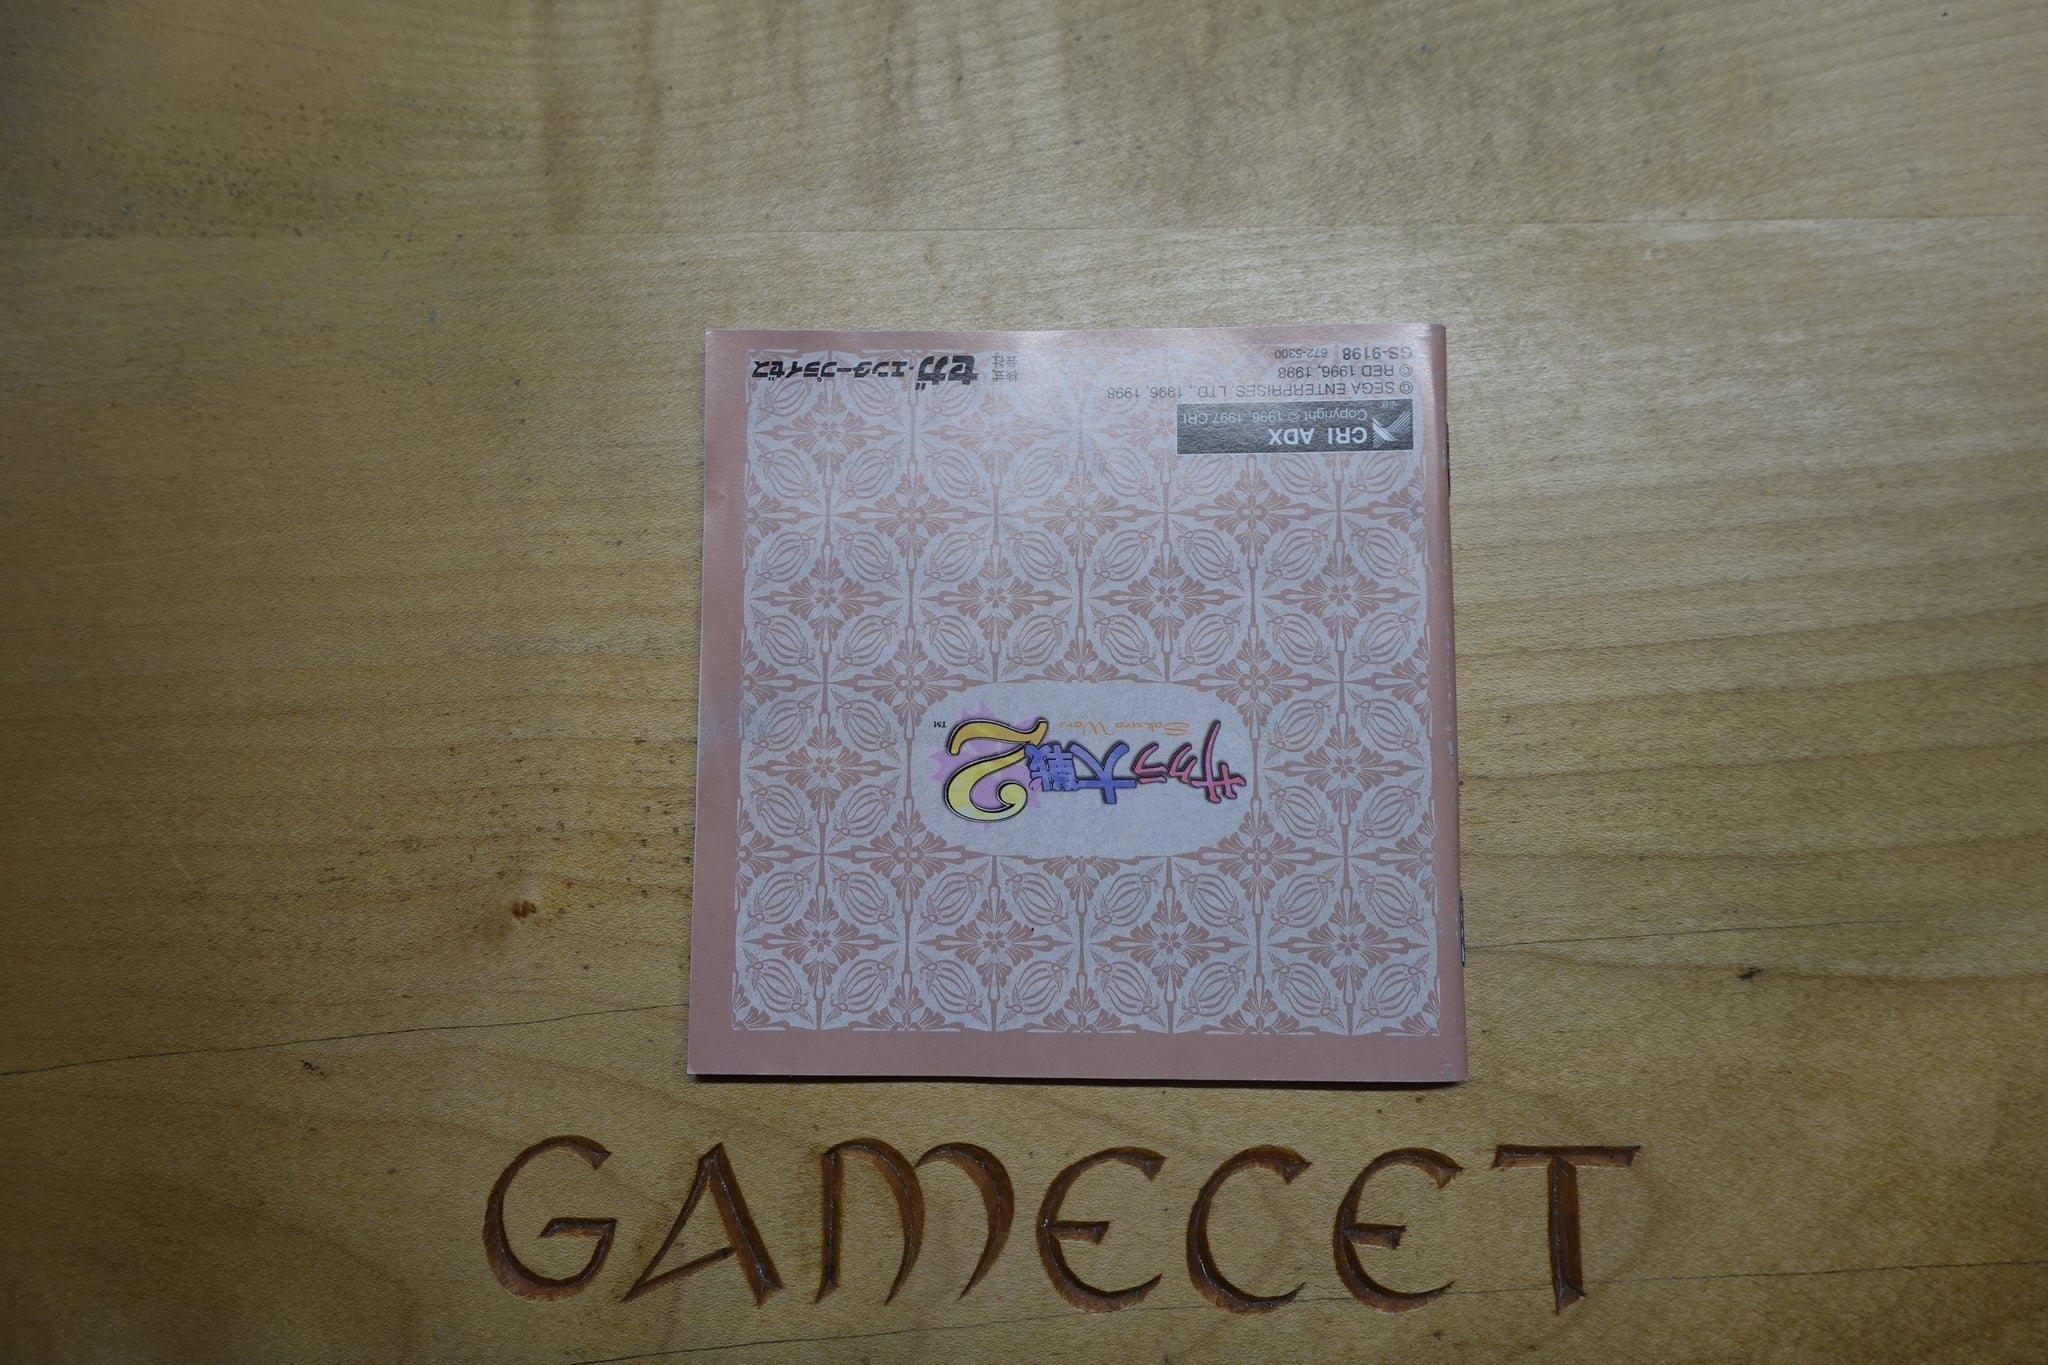 サクラ大戦2
Sakura Wars
TM
CRI ADX
Copyright © 1996, 1997 CRI
© SEGA ENTERPRISES, LTD., 1996, 1998
© RED 1996, 1998
GS-9198 672-5300
株式会社 セガ・エンタープライゼス
GAMECET